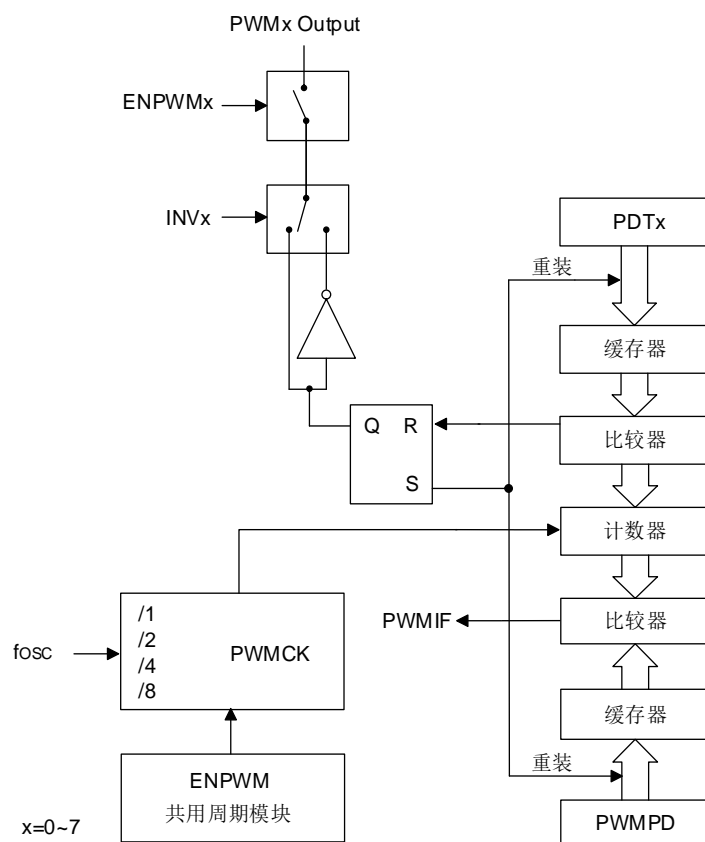 PWMx Output
ENPWMx
INVx
PDTx
重装
缓存器
Q R
S
比较器
计数器
fosc
/1
/2
/4
/8
PWMCK
PWMIF
比较器
缓存器
重装
ENPWM
共用周期模块
PWMPD
x=0~7